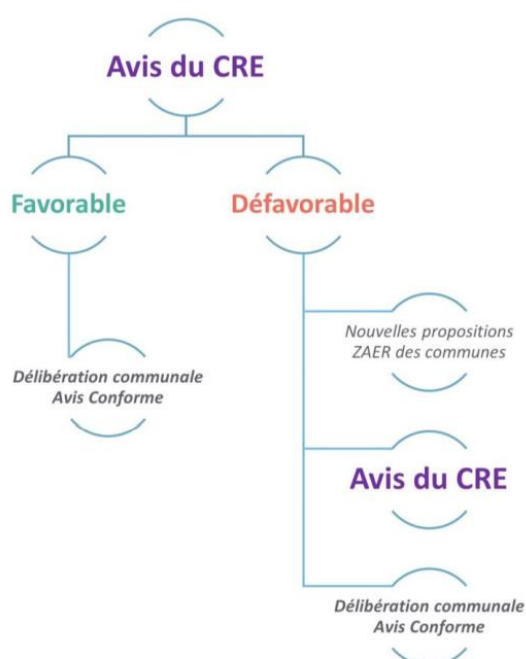 Avis du CRE
Favorable
Défavorable
Délibération communale
Avis Conforme
Nouvelles propositions
ZAER des communes
Avis du CRE
Délibération communale
Avis Conforme